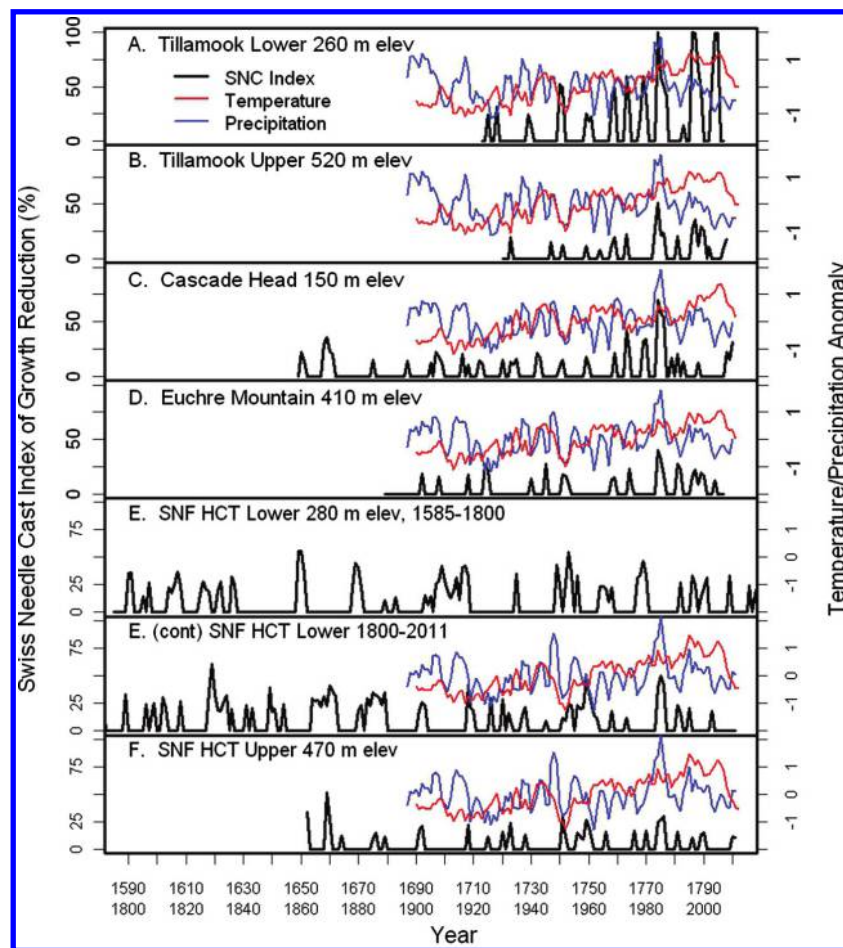 A. Tillamook Lower 260 m elev
SNC Index
Temperature
Precipitation
B. Tillamook Upper 520 m elev
C. Cascade Head 150 m elev
D. Euchre Mountain 410 m elev
E. SNF HCT Lower 280 m elev, 1585-1800
E. (cont) SNF HCT Lower 1800-2011
F. SNF HCT Upper 470 m elev
Swiss Needle Cast Index of Growth Reduction (%)
100
50
0
50
0
50
0
50
0
75
25
0
75
25
0
75
25
0
Temperature/Precipitation Anomaly
1
-1
1
-1
1
-1
1
-1
1
0
-1
1
0
-1
1
0
-1
1590 1610 1630 1650 1670 1690 1710 1730 1750 1770 1790
1800 1820 1840 1860 1880 1900 1920 1940 1960 1980 2000
Year